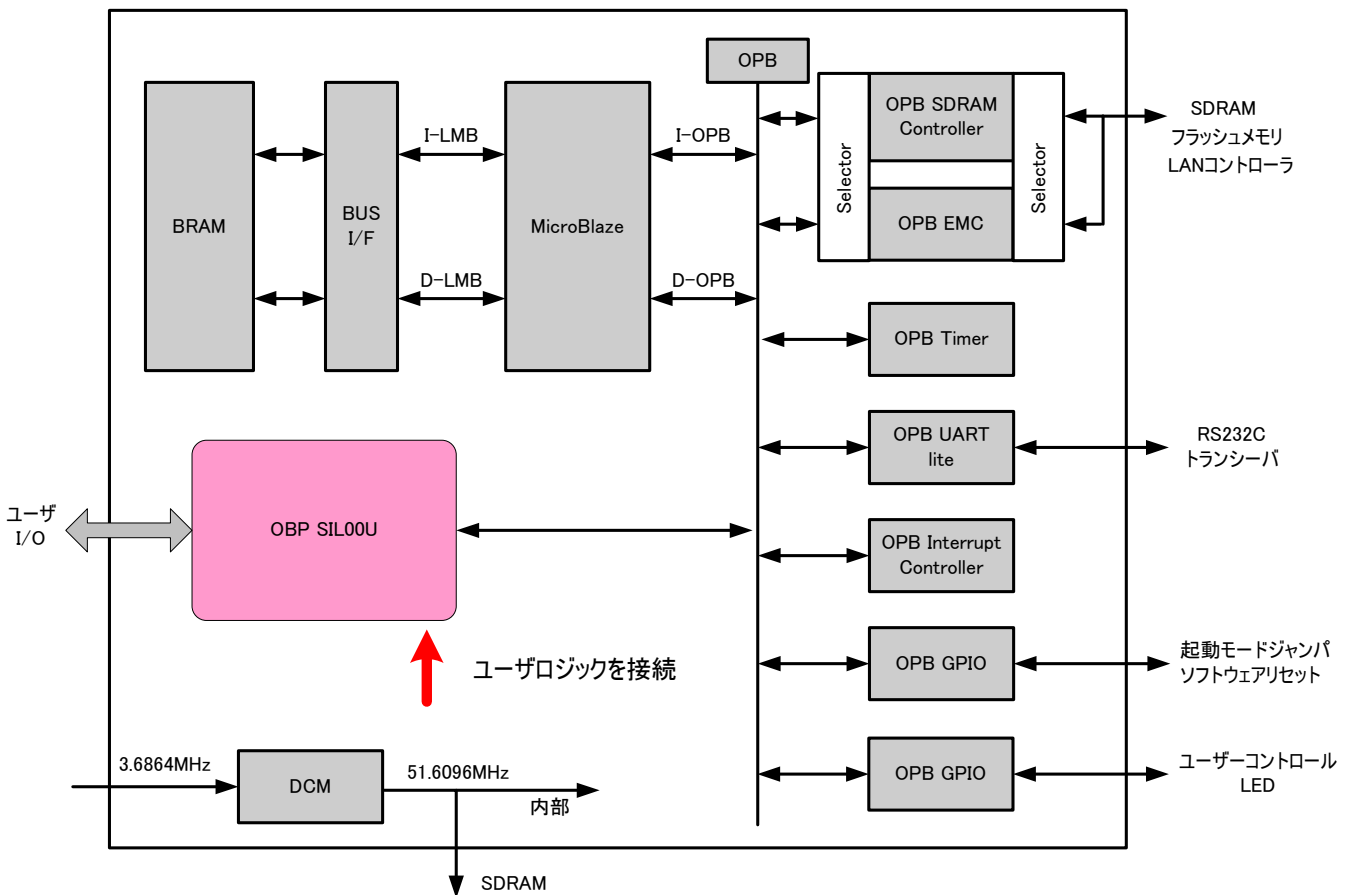 OPB
BRAM
BUS
I/F
I-LMB
D-LMB
MicroBlaze
I-OPB
D-OPB
Selector
OPB SDRAM
Controller
OPB EMC
Selector
SDRAM
フラッシュメモリ
LANコントローラ
OPB Timer
OPB UART
lite
RS232C
トランシーバ
ユーザ
I/O
OBP SIL00U
OPB Interrupt
Controller
ユーザロジックを接続
OPB GPIO
起動モードジャンパ
ソフトウェアリセット
3.6864MHz
DCM
51.6096MHz
内部
SDRAM
OPB GPIO
ユーザーコントロール
LED